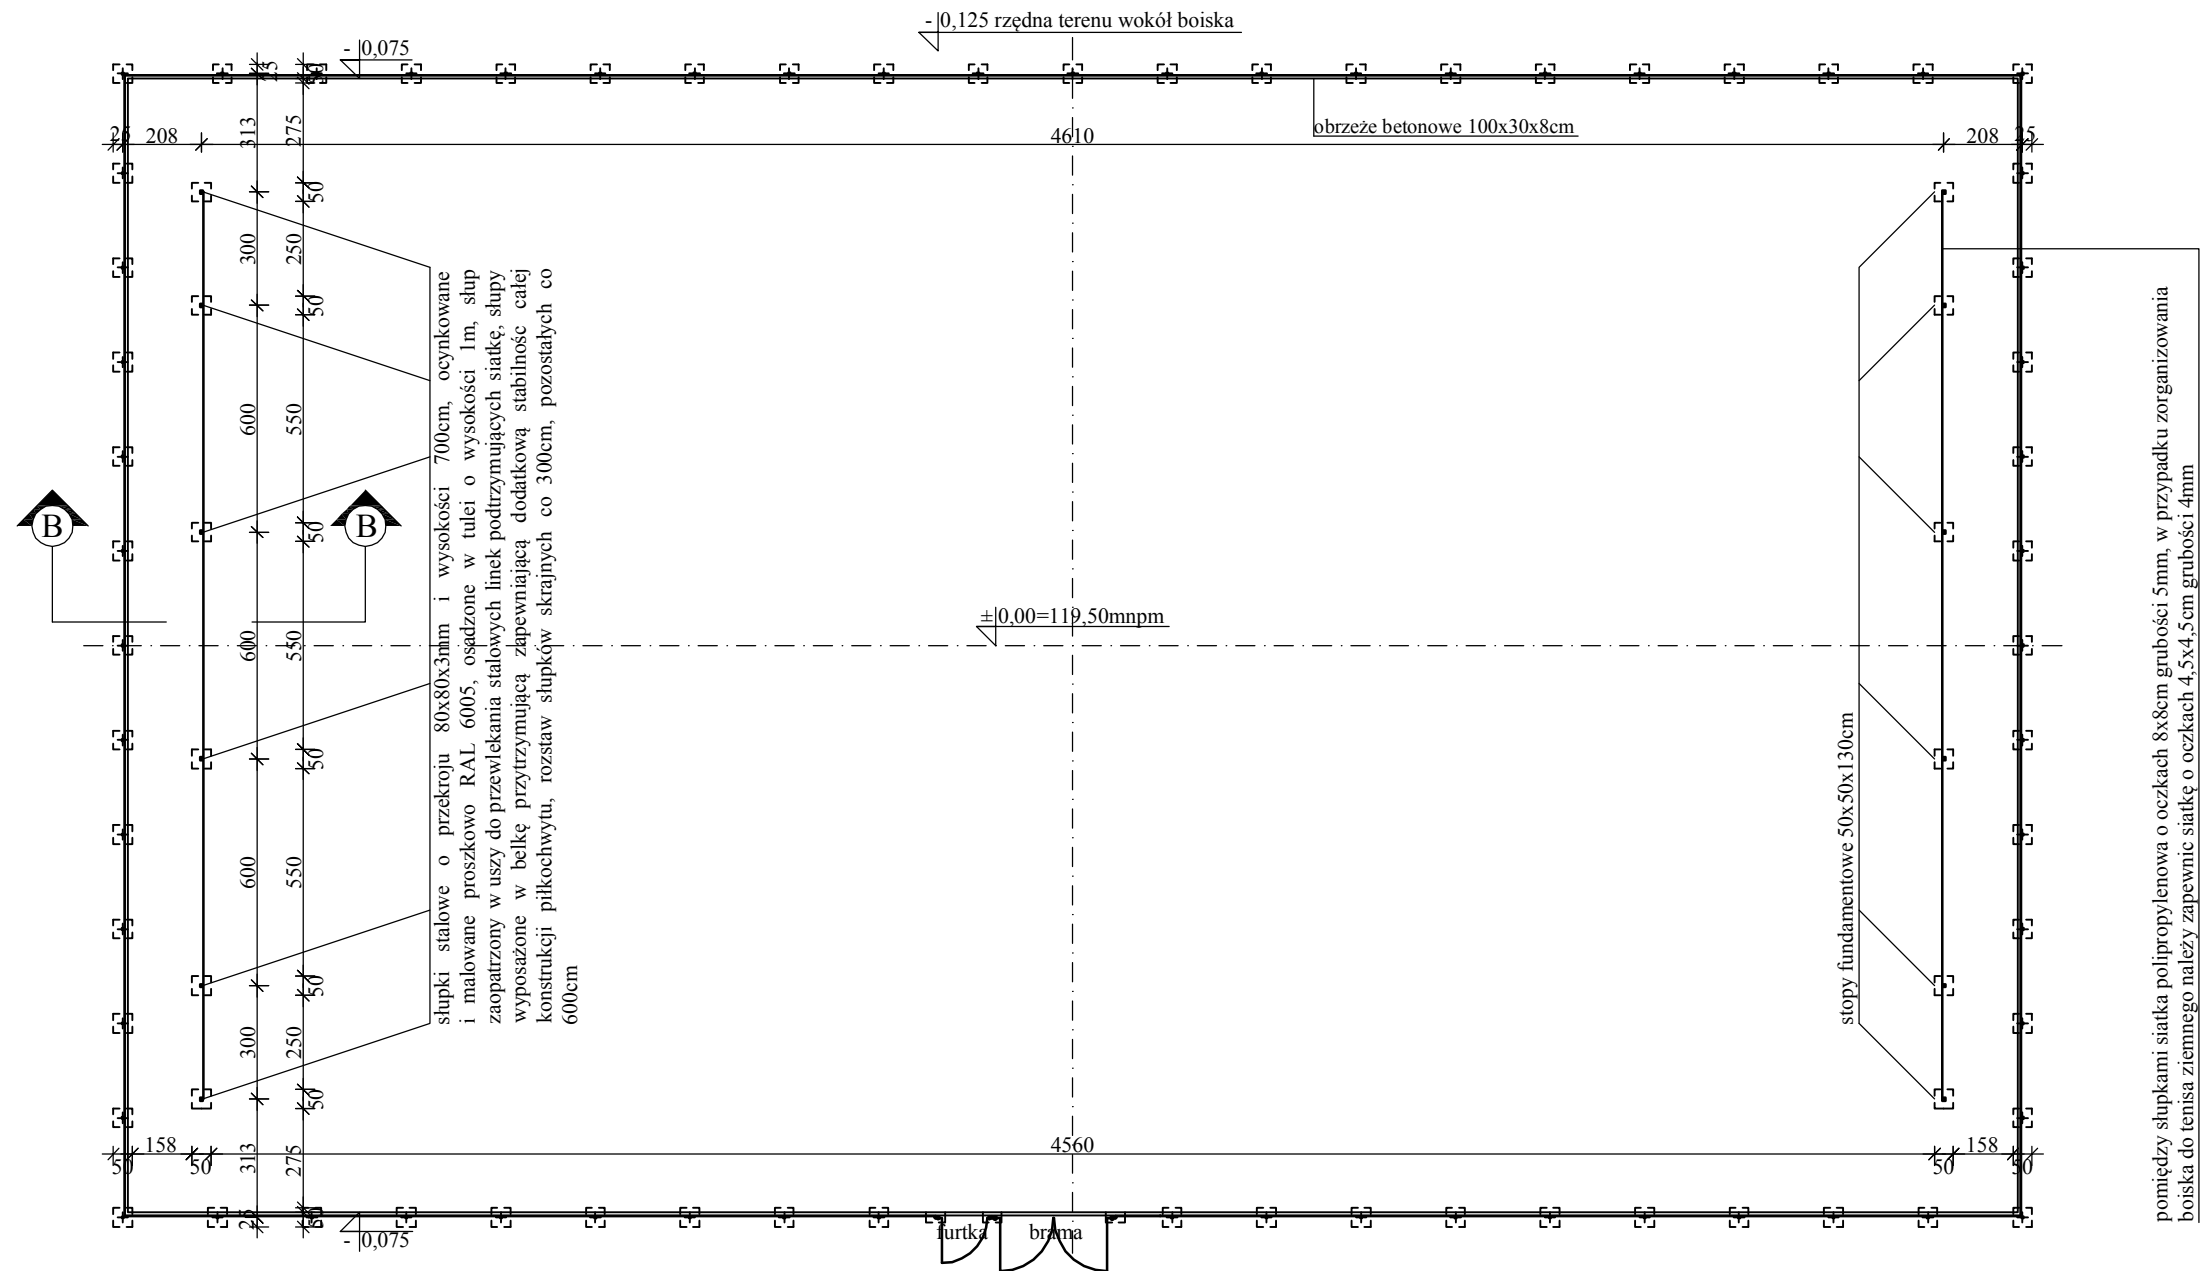 -0,125 rzędna terenu wokół boiska
-0,075
25
50
obrzeże betonowe 100x30x8cm
25
208
4610
208
25
313
275
50
300
250
50
600
550
50
600
550
50
600
550
50
300
250
50
313
275
25
50
B
B
słupki stalowe o przekroju 80x80x3mm i wysokości 700cm, ocynkowane
i malowane proszkowo RAL 6005, osadzone w tulei o wysokości 1m, słup
zaopatrzony w uszy do przewlekania stalowych linek podtrzymujących siatkę, słupy
wyposażone w belkę przytrzymującą zapewniającą dodatkową stabilnośc całej
konstrukcji piłkochwytu, rozstaw słupków skrajnych co 300cm, pozostałych co
600cm
±0,00=119,50mnpm
stopy fundamentowe 50x50x130cm
pomiędzy słupkami siatka polipropylenowa o oczkach 8x8cm grubości 5mm, w przypadku zorganizowania
boiska do tenisa ziemnego należy zapewnic siatkę o oczkach 4,5x4,5cm grubości 4mm
50
158
50
4560
50
158
50
-0,075
furtka
brama